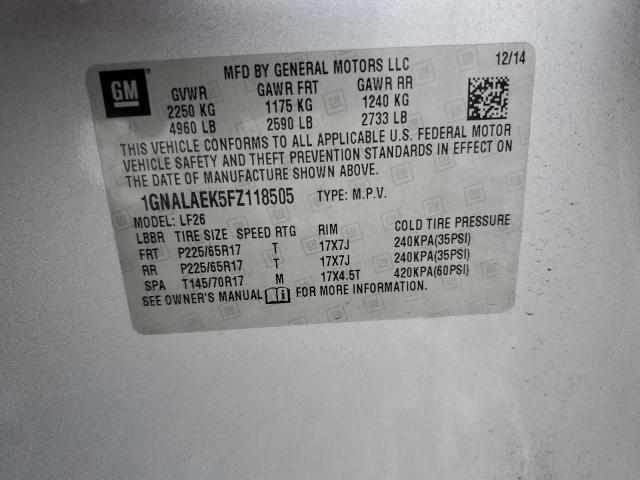 GM
MFD BY GENERAL MOTORS LLC 12/14
GVWR GAWR FRT GAWR RR
2250 KG 1175 KG 1240 KG
4960 LB 2590 LB 2733 LB
THIS VEHICLE CONFORMS TO ALL APPLICABLE U.S. FEDERAL MOTOR
VEHICLE SAFETY AND THEFT PREVENTION STANDARDS IN EFFECT ON
THE DATE OF MANUFACTURE SHOWN ABOVE.
1GNALAEK5FZ118505 TYPE: M.P.V.
MODEL: LF26
LBBR TIRE SIZE SPEED RTG RIM COLD TIRE PRESSURE
FRT P225/65R17 T 17X7J 240KPA(35PSI)
RR P225/65R17 T 17X7J 240KPA(35PSI)
SPA T145/70R17 M 17X4.5T 420KPA(60PSI)
SEE OWNER'S MANUAL i FOR MORE INFORMATION.